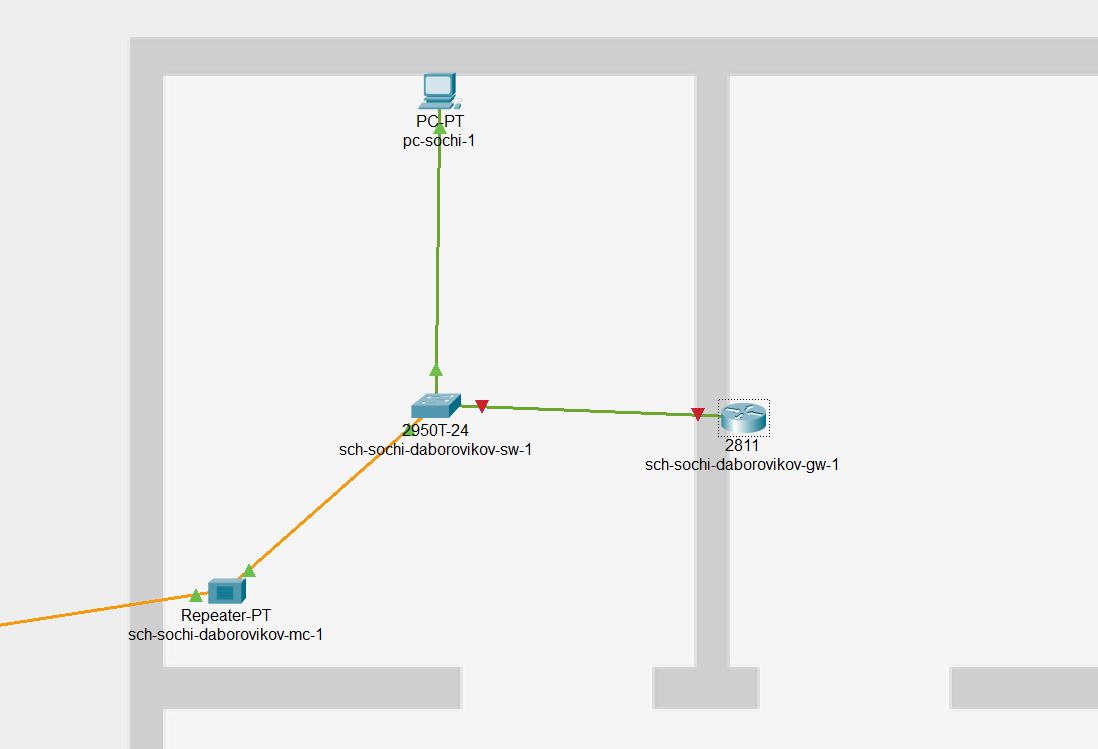 PC-PT
pc-sochi-1
2950T-24
sch-sochi-daborovikov-sw-1
2811
sch-sochi-daborovikov-gw-1
Repeater-PT
sch-sochi-daborovikov-mc-1